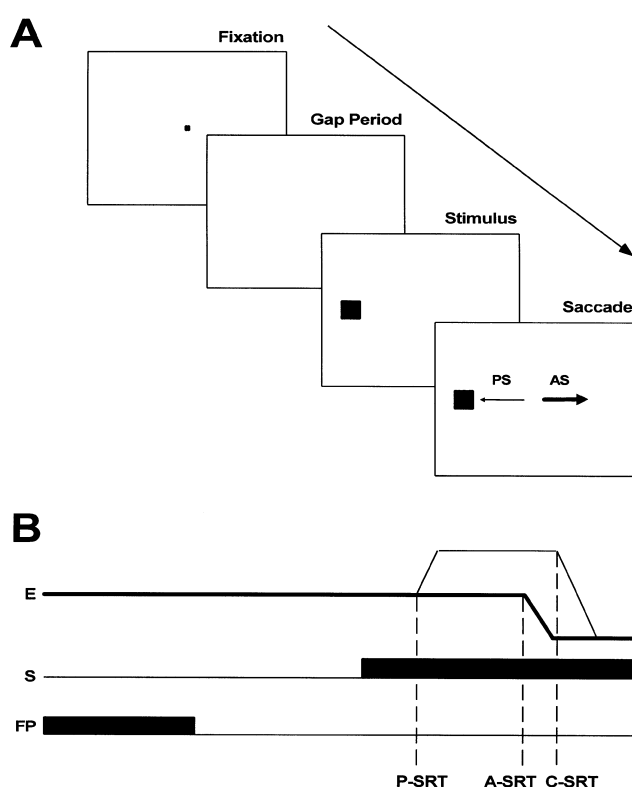 A
Fixation
Gap Period
Stimulus
Saccade
PS AS
B
E
S
FP
P-SRT A-SRT C-SRT